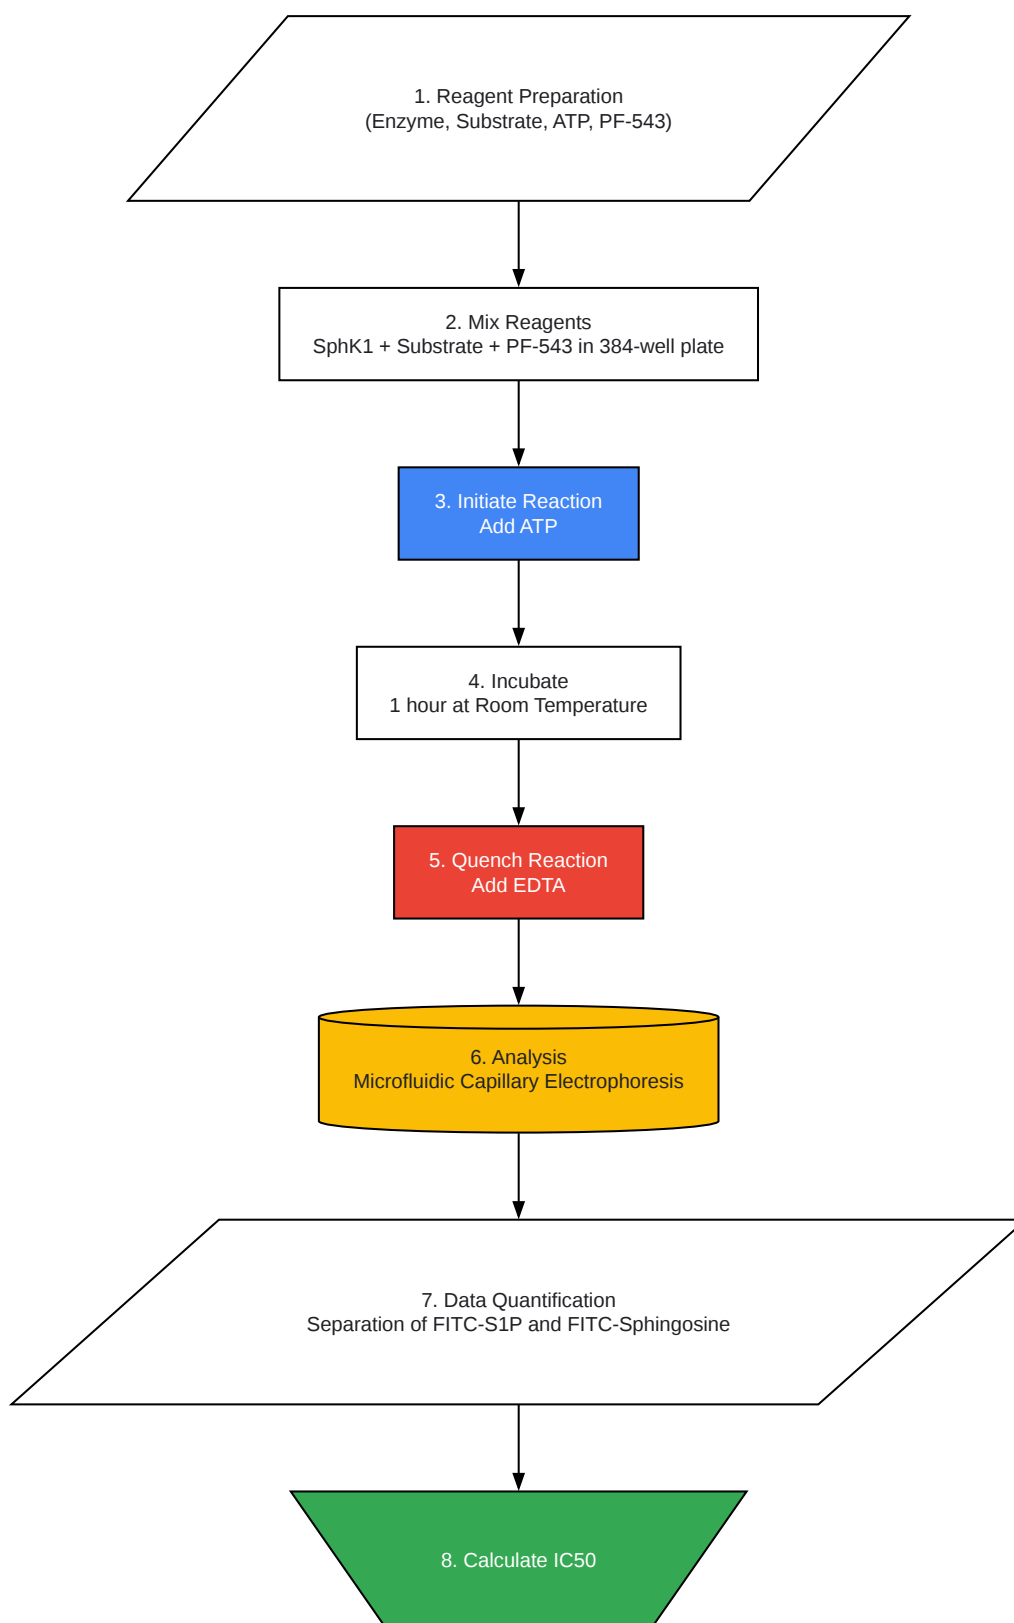 1. Reagent Preparation
(Enzyme, Substrate, ATP, PF-543)
2. Mix Reagents
SphK1 + Substrate + PF-543 in 384-well plate
3. Initiate Reaction
Add ATP
4. Incubate
1 hour at Room Temperature
5. Quench Reaction
Add EDTA
6. Analysis
Microfluidic Capillary Electrophoresis
7. Data Quantification
Separation of FITC-S1P and FITC-Sphingosine
8. Calculate IC50